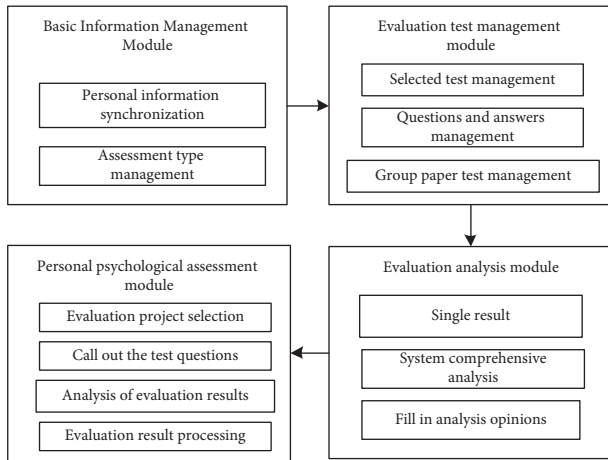 Basic Information Management
Module
Personal information
synchronization
Assessment type
management
Evaluation test management
module
Selected test management
Questions and answers
management
Group paper test management
Personal psychological assessment
module
Evaluation project selection
Call out the test questions
Analysis of evaluation results
Evaluation result processing
Evaluation analysis module
Single result
System comprehensive
analysis
Fill in analysis opinions